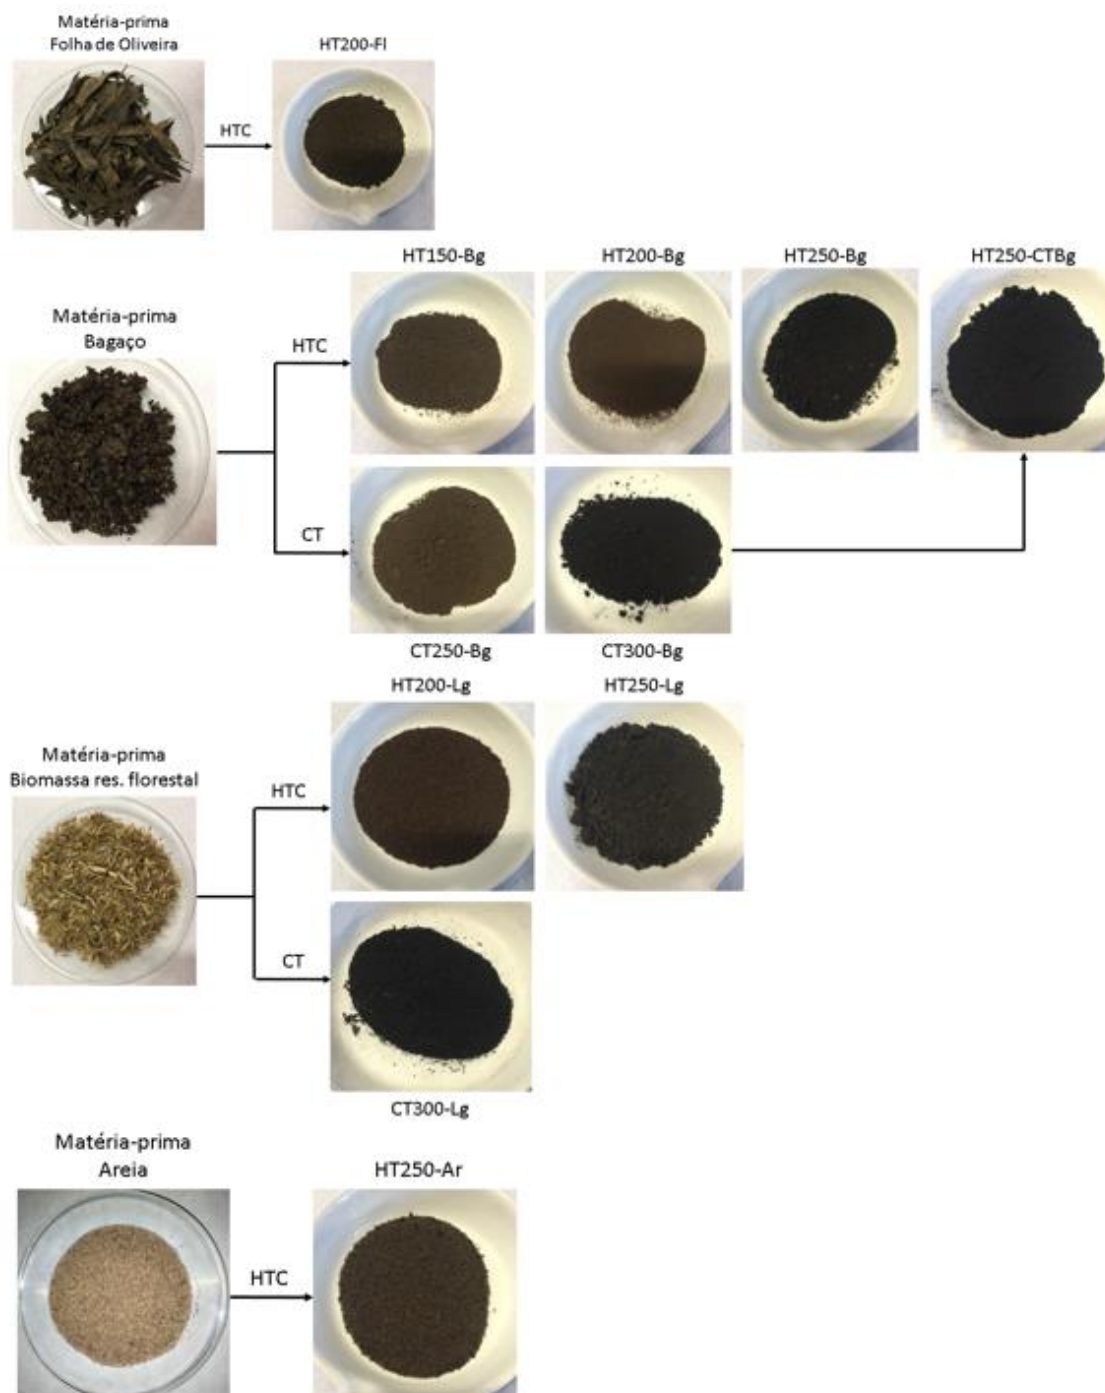 Matéria-prima
Folha de Oliveira
HT200-Fl
HTC
HT150-Bg
HT200-Bg
HT250-Bg
HT250-CTBg
Matéria-prima
Bagaço
HTC
CT
CT250-Bg
CT300-Bg
HT200-Lg
HT250-Lg
Matéria-prima
Biomassa res. florestal
HTC
CT
CT300-Lg
Matéria-prima
Areia
HT250-Ar
HTC